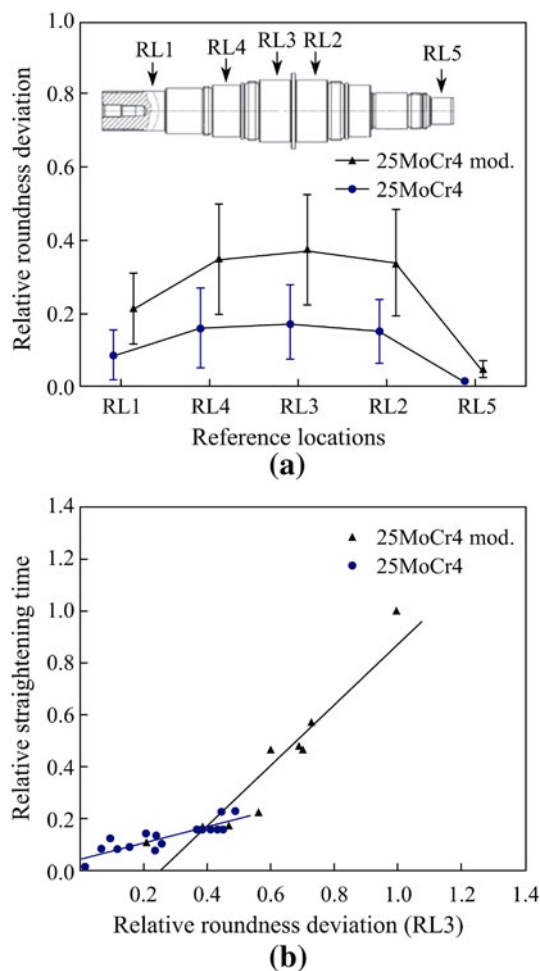 1.0
0.8
0.6
0.4
0.2
0.0
Relative roundness deviation
RL1
RL4
RL3
RL2
RL5
25MoCr4 mod.
25MoCr4
RL1
RL4
RL3
RL2
RL5
Reference locations
(a)
1.4
1.2
1.0
0.8
0.6
0.4
0.2
0
Relative straightening time
25MoCr4 mod.
25MoCr4
0.2
0.4
0.6
0.8
1.0
1.2
1.4
Relative roundness deviation (RL3)
(b)